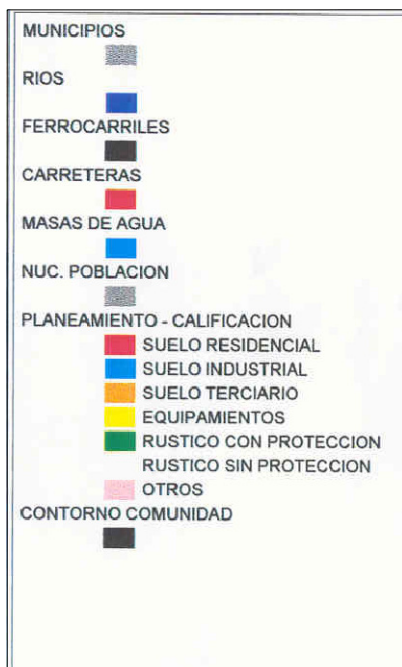 MUNICIPIOS
RIOS
FERROCARRILES
CARRETERAS
MASAS DE AGUA
NUC. POBLACION
PLANEAMIENTO - CALIFICACION
SUELO RESIDENCIAL
SUELO INDUSTRIAL
SUELO TERCIARIO
EQUIPAMIENTOS
RUSTICO CON PROTECCION
RUSTICO SIN PROTECCION
OTROS
CONTORNO COMUNIDAD